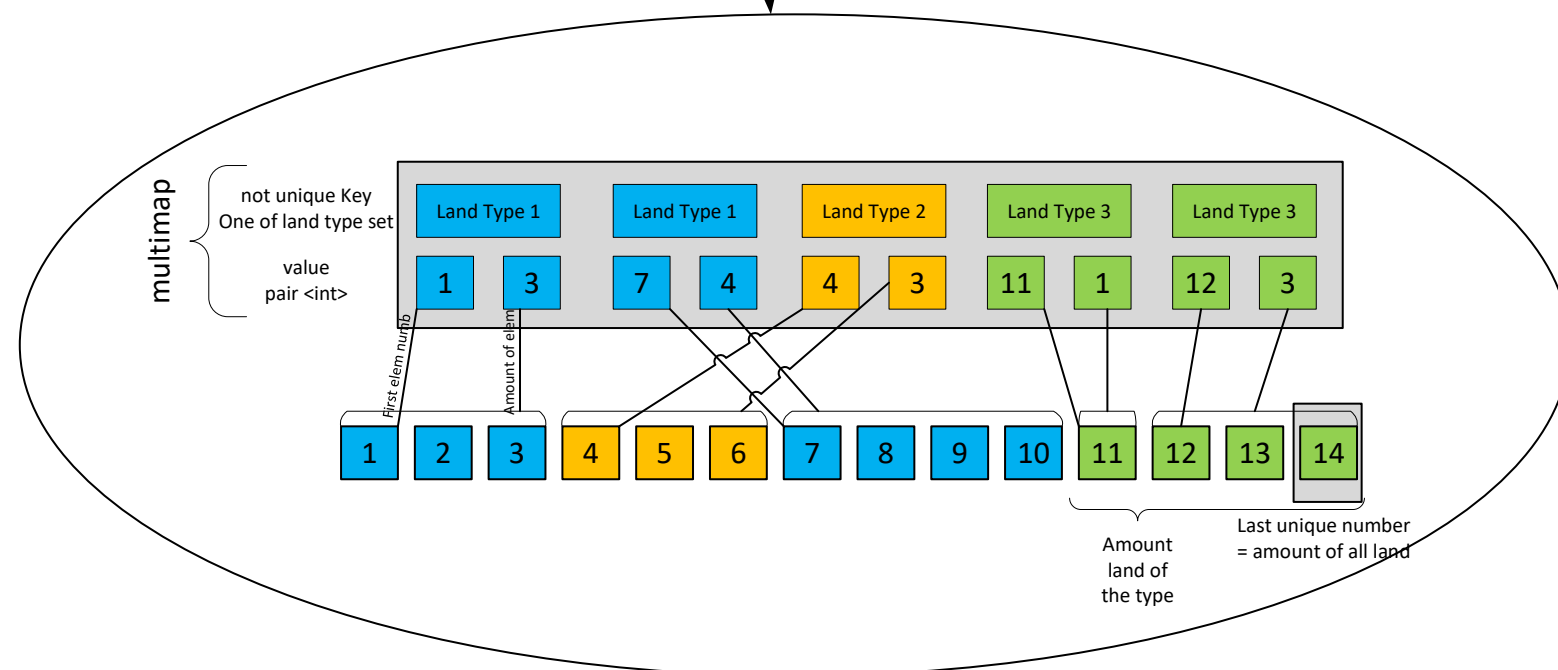 multimap
not unique Key
One of land type set
value
pair <int>
Land Type 1 Land Type 1 Land Type 2 Land Type 3 Land Type 3
1 3 7 4 4 3 11 1 12 3
First elem numb
Amount of elem
1 2 3 4 5 6 7 8 9 10 11 12 13 14
Amount
land of
the type
Last unique number
= amount of all land